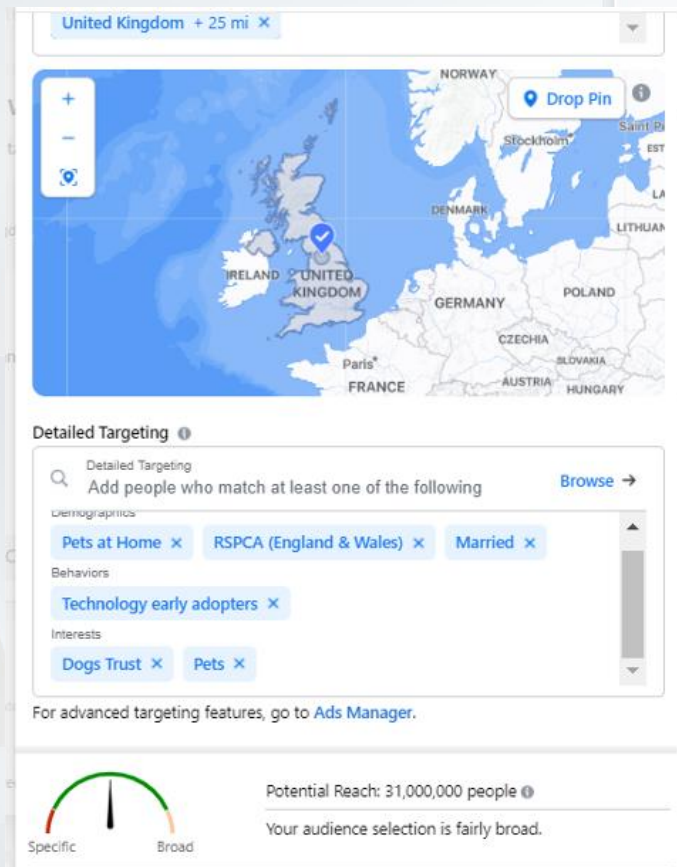 United Kingdom + 25 mi ×
NORWAY
Drop Pin
Stockholm
Saint P
EST
LA
DENMARK
LITHUAN
IRELAND
UNITED
KINGDOM
GERMANY
POLAND
CZECHIA
Paris
SLOVAKIA
FRANCE
AUSTRIA
HUNGARY
Detailed Targeting
Detailed Targeting
Add people who match at least one of the following
Browse →
Demographics
Pets at Home × RSPCA (England & Wales) × Married ×
Behaviors
Technology early adopters ×
Interests
Dogs Trust × Pets ×
For advanced targeting features, go to Ads Manager.
Potential Reach: 31,000,000 people
Your audience selection is fairly broad.
Specific Broad